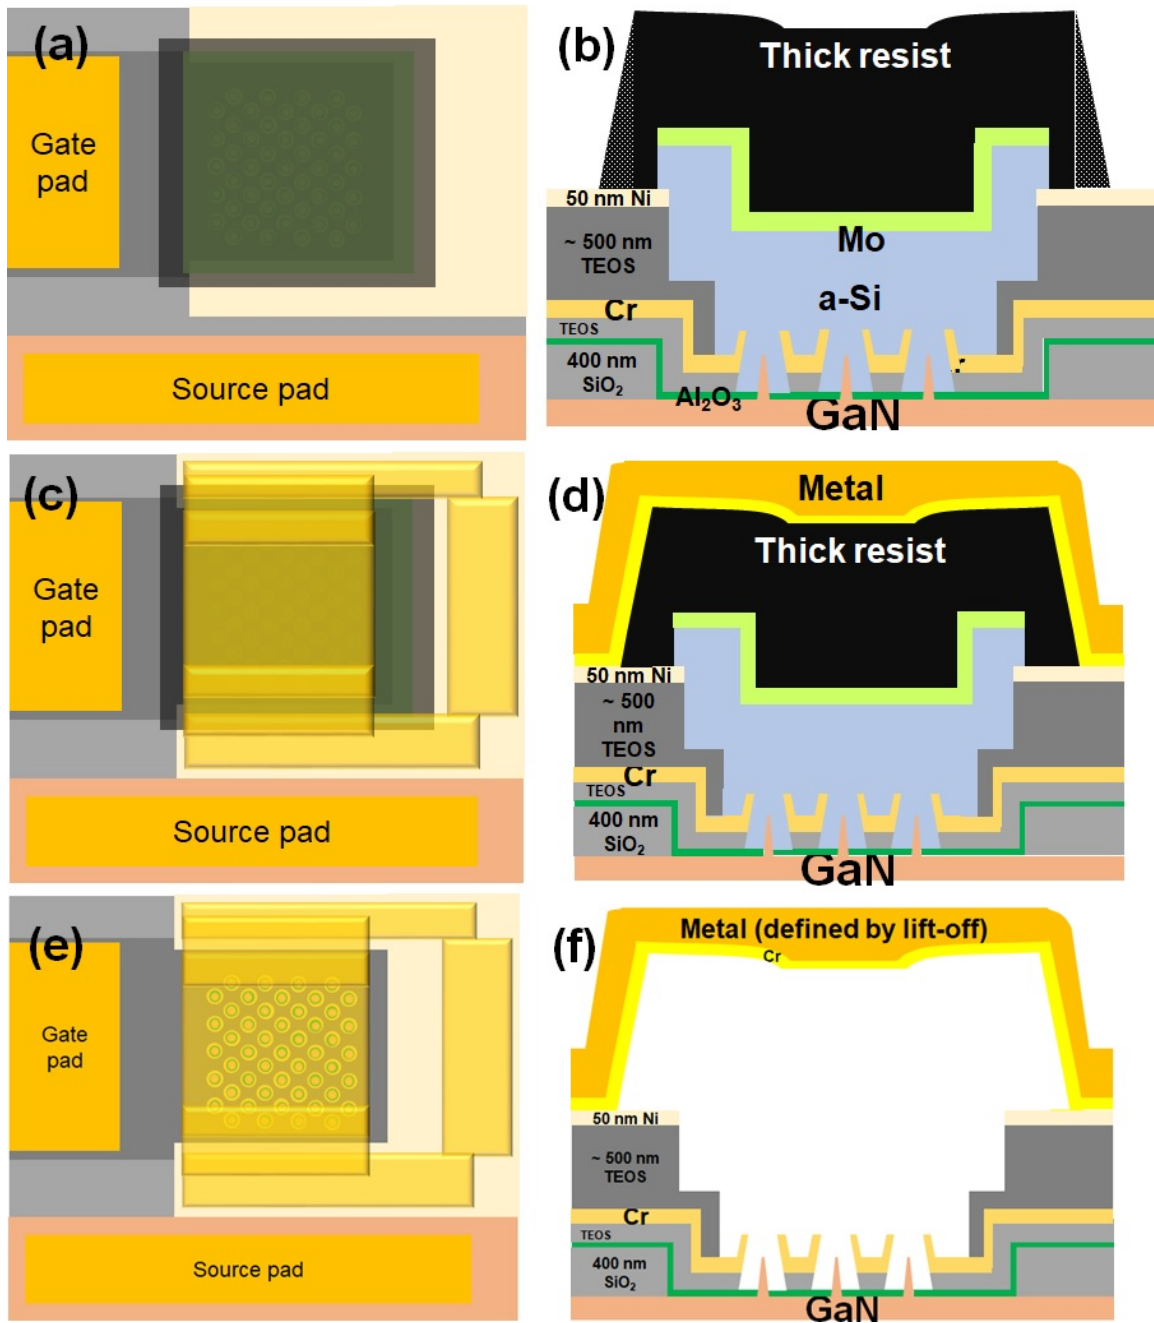 (a)
Gate
pad
Source pad
(b)
Thick resist
50 nm Ni
~ 500 nm
TEOS
Mo
a-Si
Cr
TEOS
400 nm
SiO₂
Al₂O₃
GaN
(c)
Gate
pad
Source pad
(d)
Metal
Thick resist
50 nm Ni
~ 500
nm
TEOS
Cr
TEOS
400 nm
SiO₂
GaN
(e)
Gate
pad
Source pad
(f)
Metal (defined by lift-off)
Cr
50 nm Ni
~ 500 nm
TEOS
Cr
TEOS
400 nm
SiO₂
GaN